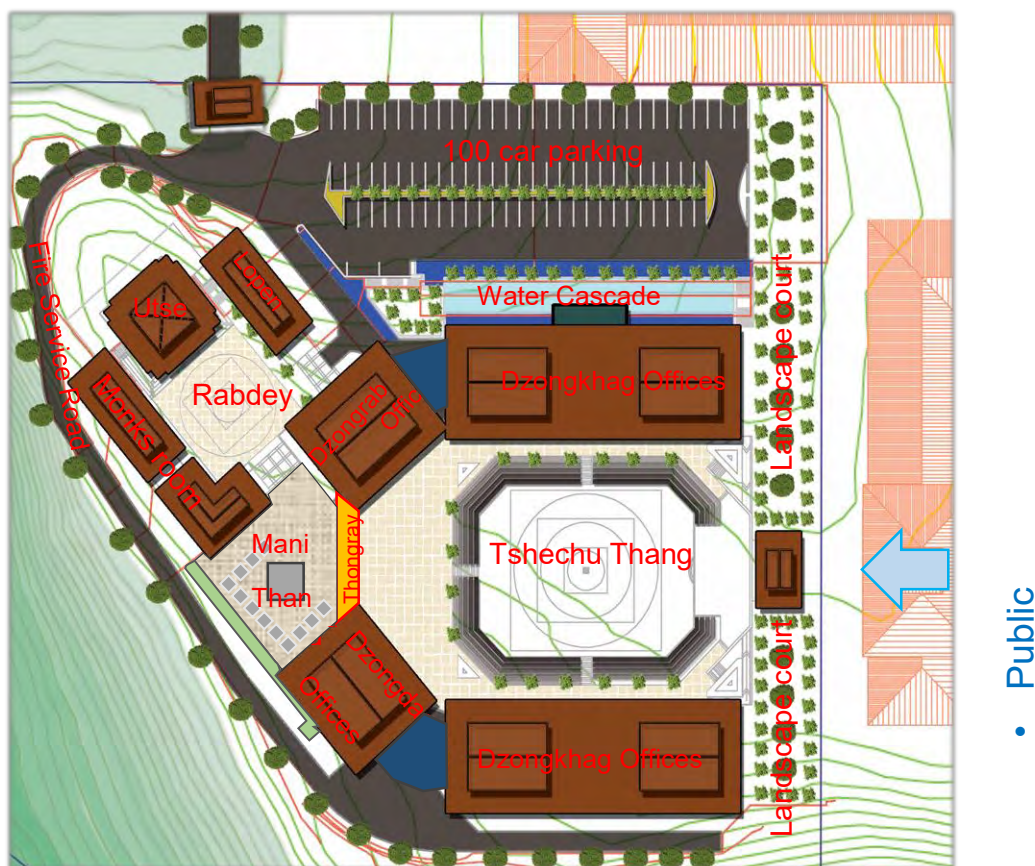 100 car parking
Lopen
Utse
Water Cascade
Landscape court
Fire Service Road
Rabdey
Monks room
Dzongrab
Offic
Dzongkhag Offices
Mani
Than
Thongray
Tshechu Thang
Dzongda
Offices
Dzongkhag Offices
Landscape court
• Public